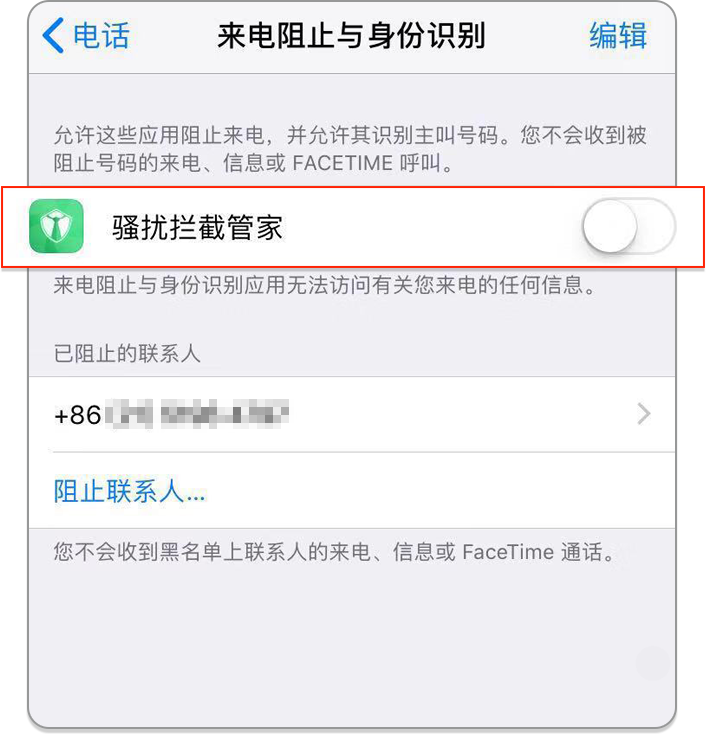 电话 来电阻止与身份识别 编辑
允许这些应用阻止来电，并允许其识别主叫号码。您不会收到被
阻止号码的来电、信息或 FACETIME 呼叫。
骚扰拦截管家
来电阻止与身份识别应用无法访问有关您来电的任何信息。
已阻止的联系人
+86
阻止联系人...
您不会收到黑名单上联系人的来电、信息或 FaceTime 通话。